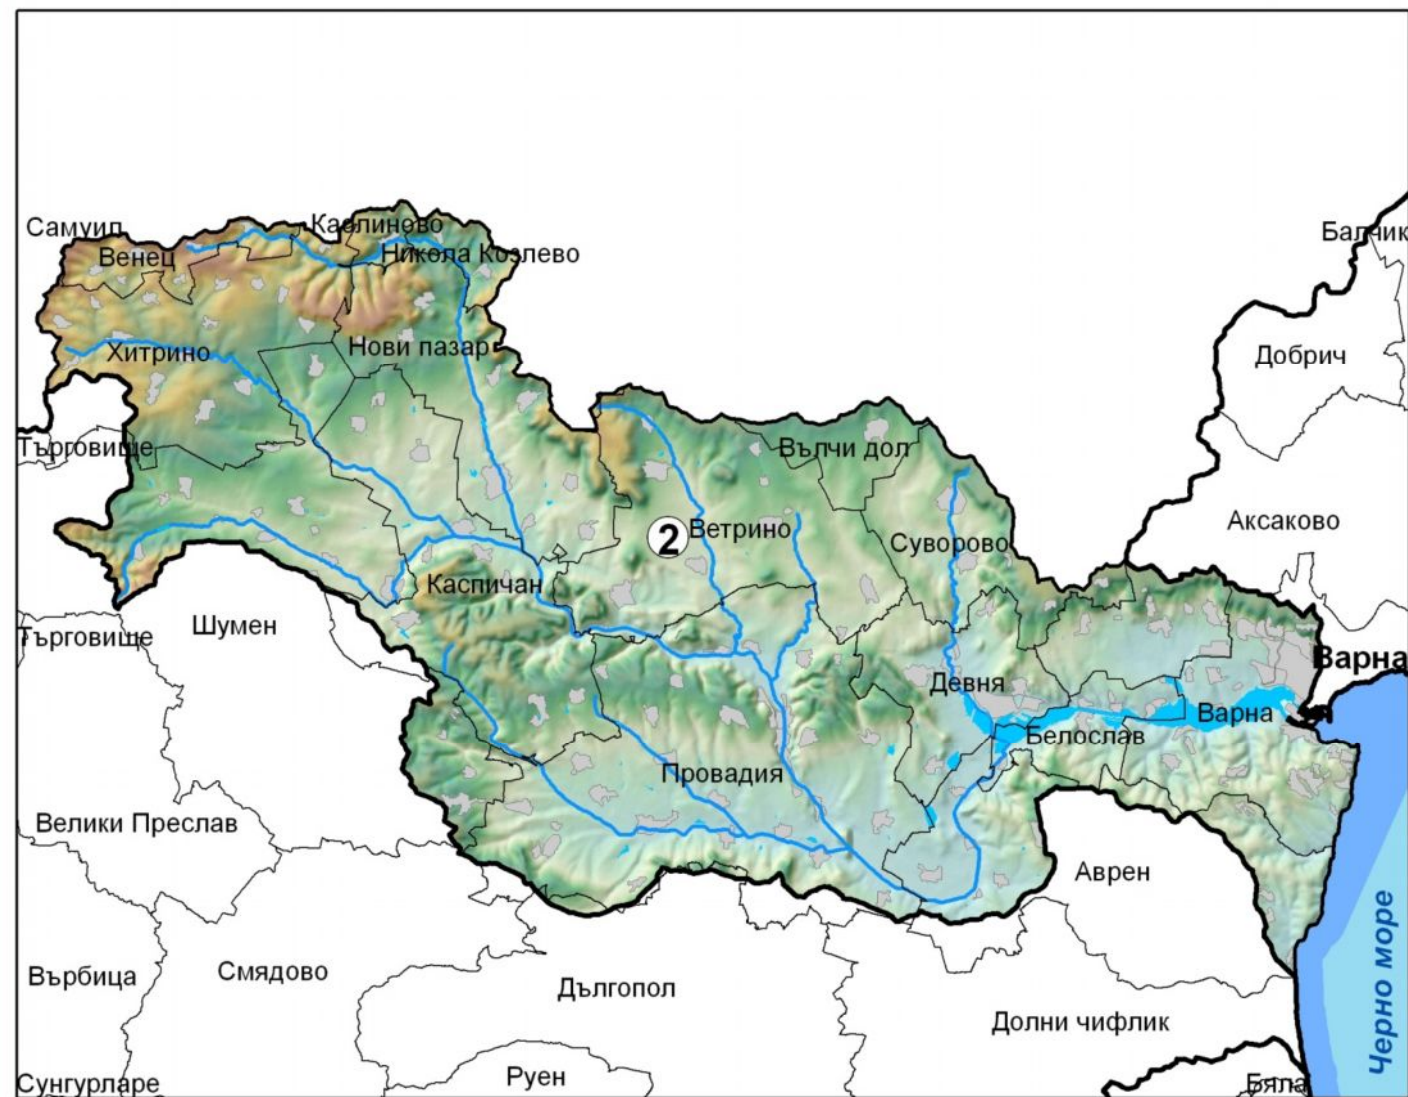 Самуил
Каолиново
Балчик
Венец
Никола Козлево
Хитрино
Нови пазар
Добрич
Търговище
Вълчи дол
2
Ветрино
Аксаково
Суворово
Каспичан
Шумен
Търговище
Варна
Девня
Варна
Белослав
Провадия
Велики Преслав
Аврен
Върбица
Смядово
Дългопол
Долни чифлик
Черно море
Руен
Сунгурларе
Бяла